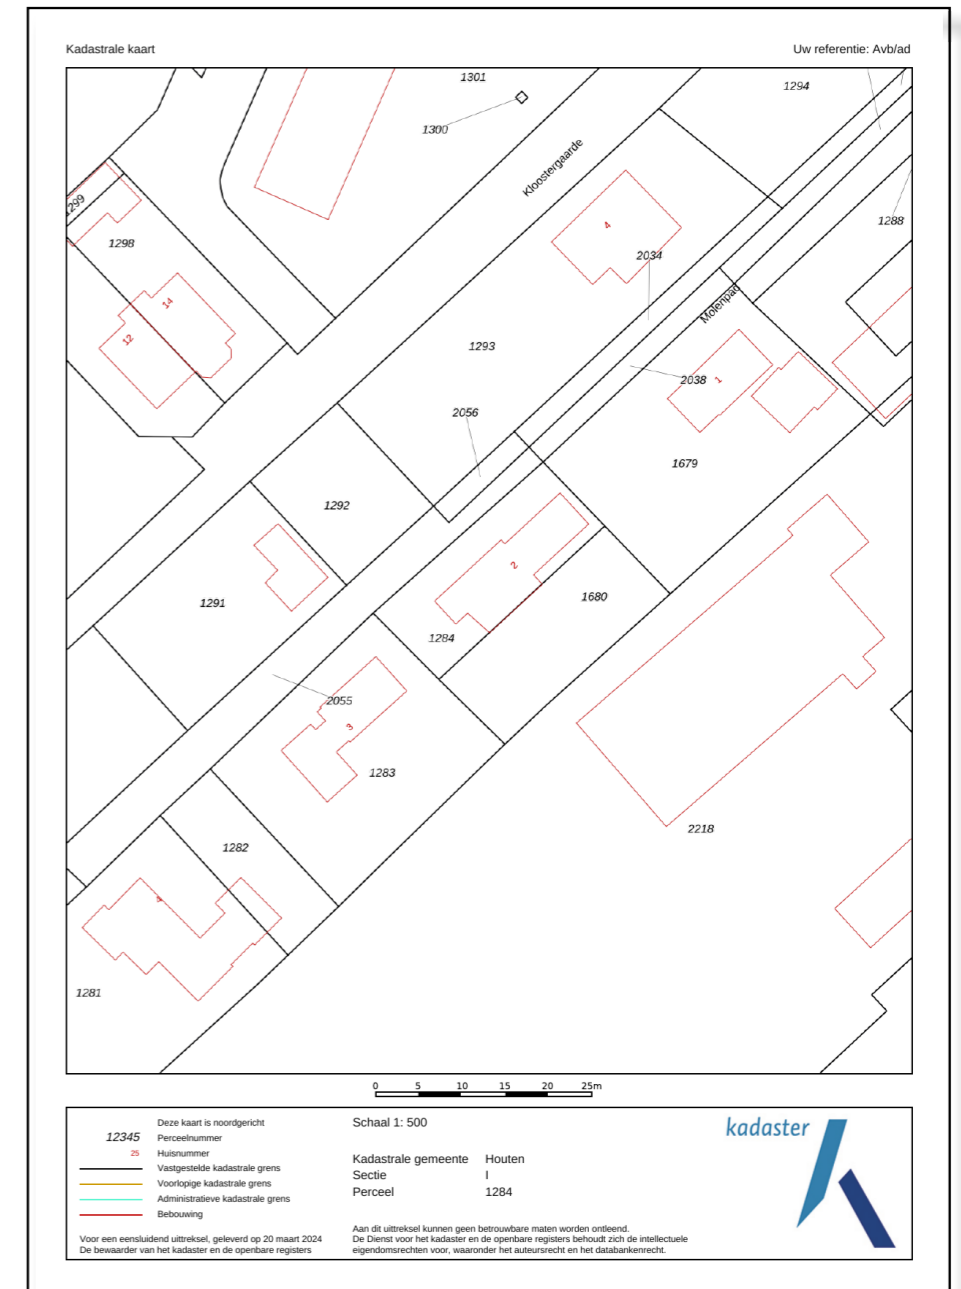 Kadastrale kaart
Uw referentie: Avb/ad
1301
1294
1300
Kloostergaarde
1299
1298
1288
4
2034
14
Molenpad
12
1293
2038
1
2056
1679
1292
2
1291
1680
1284
2055
3
1283
2218
1282
4
1281
0 5 10 15 20 25m
Deze kaart is noordgericht
12345 Perceelnummer
25 Huisnummer
Vastgestelde kadastrale grens
Voorlopige kadastrale grens
Administratieve kadastrale grens
Bebouwing
Voor een eensluidend uittreksel, geleverd op 20 maart 2024
De bewaarder van het kadaster en de openbare registers
Schaal 1: 500
Kadastrale gemeente Houten
Sectie I
Perceel 1284
Aan dit uittreksel kunnen geen betrouwbare maten worden ontleend.
De Dienst voor het kadaster en de openbare registers behoudt zich de intellectuele
eigendomsrechten voor, waaronder het auteursrecht en het databankenrecht.
kadaster